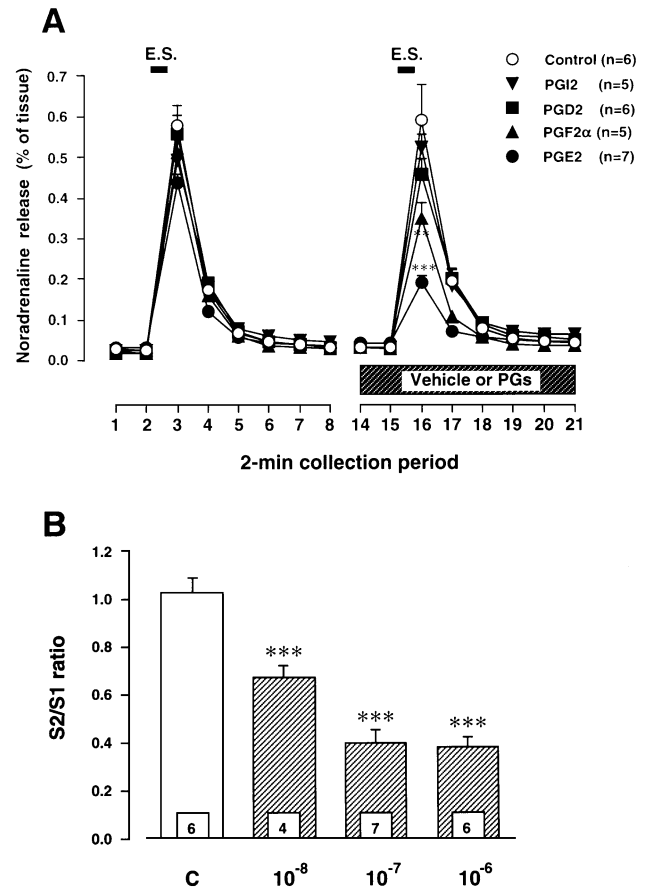 A
E.S.
E.S.
Control (n=6)
PGI2 (n=5)
PGD2 (n=6)
PGF2α (n=5)
PGE2 (n=7)
Noradrenaline release (% of tissue)
0.7
0.6
0.5
0.4
0.3
0.2
0.1
0.0
**
***
Vehicle or PGs
1 2 3 4 5 6 7 8 14 15 16 17 18 19 20 21
2-min collection period
B
S2/S1 ratio
1.2
1.0
0.8
0.6
0.4
0.2
0.0
***
***
***
6 4 7 6
C 10-8 10-7 10-6